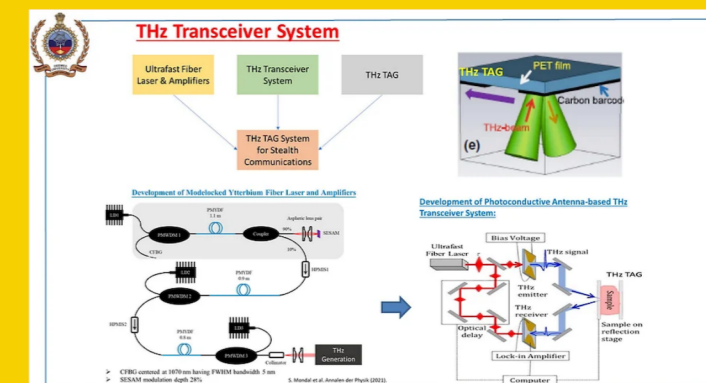 THz Transceiver System
Ultrafast Fiber
Laser & Amplifiers
THz Transceiver
System
THz TAG
THz TAG System
for Stealth
Communications
THz TAG
PET film
Carbon barcode
THz-beam
(e)
Development of Modelocked Ytterbium Fiber Laser and Amplifiers
LD1
PMWDM 1
CFBG
PMYDF
Coupler
90%
10%
Aspheric lens pair
SESAM
HPMIS1
LD2
PMWDM 2
PMYDF
0.9 m
HPMIS2
PMYDF
0.8 m
LD3
PMWDM 3
Collimator
THz
Generation
CFBG centered at 1070 nm having FWHM bandwidth 5 nm
SESAM modulation depth 28%
S. Mondal et al. Annalen der Physik (2021).
Development of Photoconductive Antenna-based THz
Transceiver System:
Bias Voltage
Ultrafast
Fiber Laser
THz signal
THz
emitter
THz TAG
Sample
THz
receiver
Sample on
reflection
stage
Optical
delay
Lock-in Amplifier
Computer